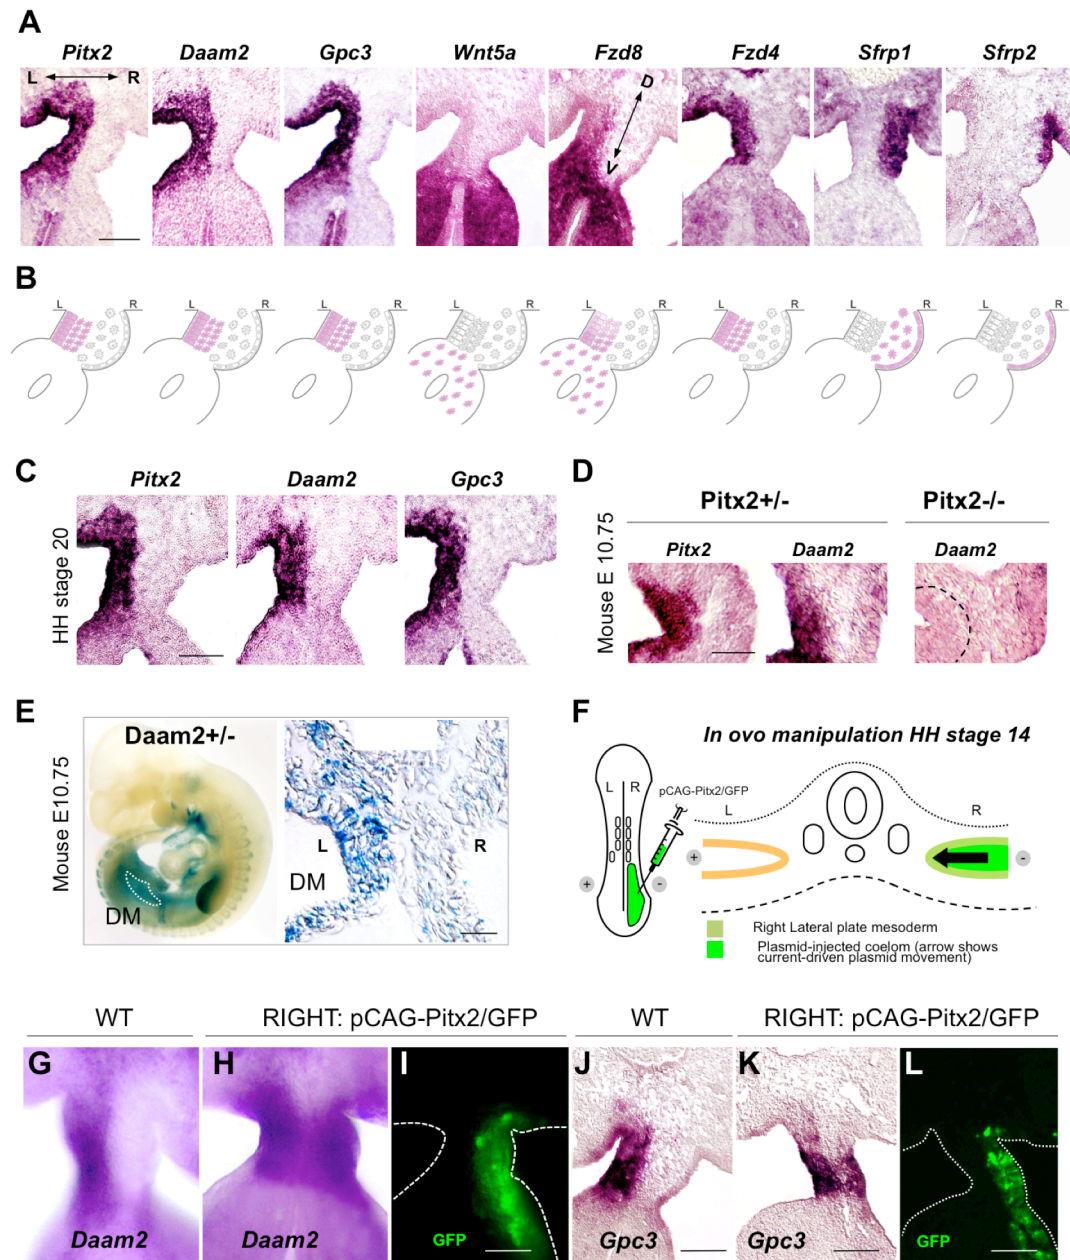 A
Pitx2 Daam2 Gpc3 Wnt5a Fzd8 Fzd4 Sfrp1 Sfrp2
L R
D
V
B
L R L R L R L R L R L R L R L R
C
Pitx2 Daam2 Gpc3
HH stage 20
D
Pitx2+/- Pitx2-/-
Pitx2 Daam2 Daam2
Mouse E 10.75
E
Mouse E10.75
Daam2+/-
DM
L R
DM
F
In ovo manipulation HH stage 14
pCAG-Pitx2/GFP
L R
L R
+ - + -
Right Lateral plate mesoderm
Plasmid-injected coelom (arrow shows
current-driven plasmid movement)
WT RIGHT: pCAG-Pitx2/GFP WT RIGHT: pCAG-Pitx2/GFP
G H I J K L
Daam2 Daam2 GFP Gpc3 Gpc3 GFP